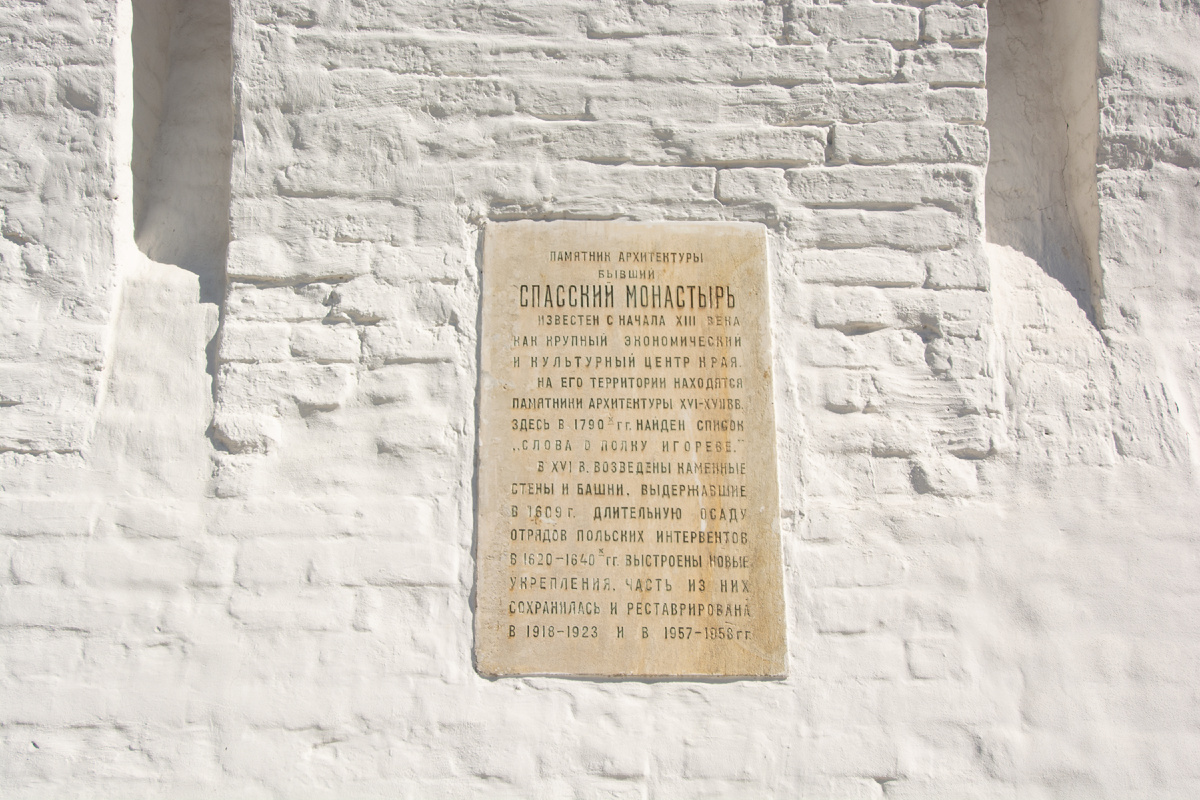 ПАМЯТНИК АРХИТЕКТУРЫ
БЫВШИЙ
СПАССКИЙ МОНАСТЫРЬ
ИЗВЕСТЕН С НАЧАЛА XIII ВЕКА
КАК КРУПНЫЙ ЭКОНОМИЧЕСКИЙ
И КУЛЬТУРНЫЙ ЦЕНТР КРАЯ.
НА ЕГО ТЕРРИТОРИИ НАХОДЯТСЯ
ПАМЯТНИКИ АРХИТЕКТУРЫ XVI-XVIIВВ.
ЗДЕСЬ В 1790Х ГГ. НАЙДЕН СПИСОК
„СЛОВА О ПОЛКУ ИГОРЕВЕ."
В XVI В. ВОЗВЕДЕНЫ КАМЕННЫЕ
СТЕНЫ И БАШНИ, ВЫДЕРЖАВШИЕ
В 1609 Г. ДЛИТЕЛЬНУЮ ОСАДУ
ОТРЯДОВ ПОЛЬСКИХ ИНТЕРВЕНТОВ
В 1620-1640Х ГГ. ВЫСТРОЕНЫ НОВЫЕ
УКРЕПЛЕНИЯ, ЧАСТЬ ИЗ НИХ
СОХРАНИЛАСЬ И РЕСТАВРИРОВАНА
В 1918-1923 И В 1957-1958 ГГ.